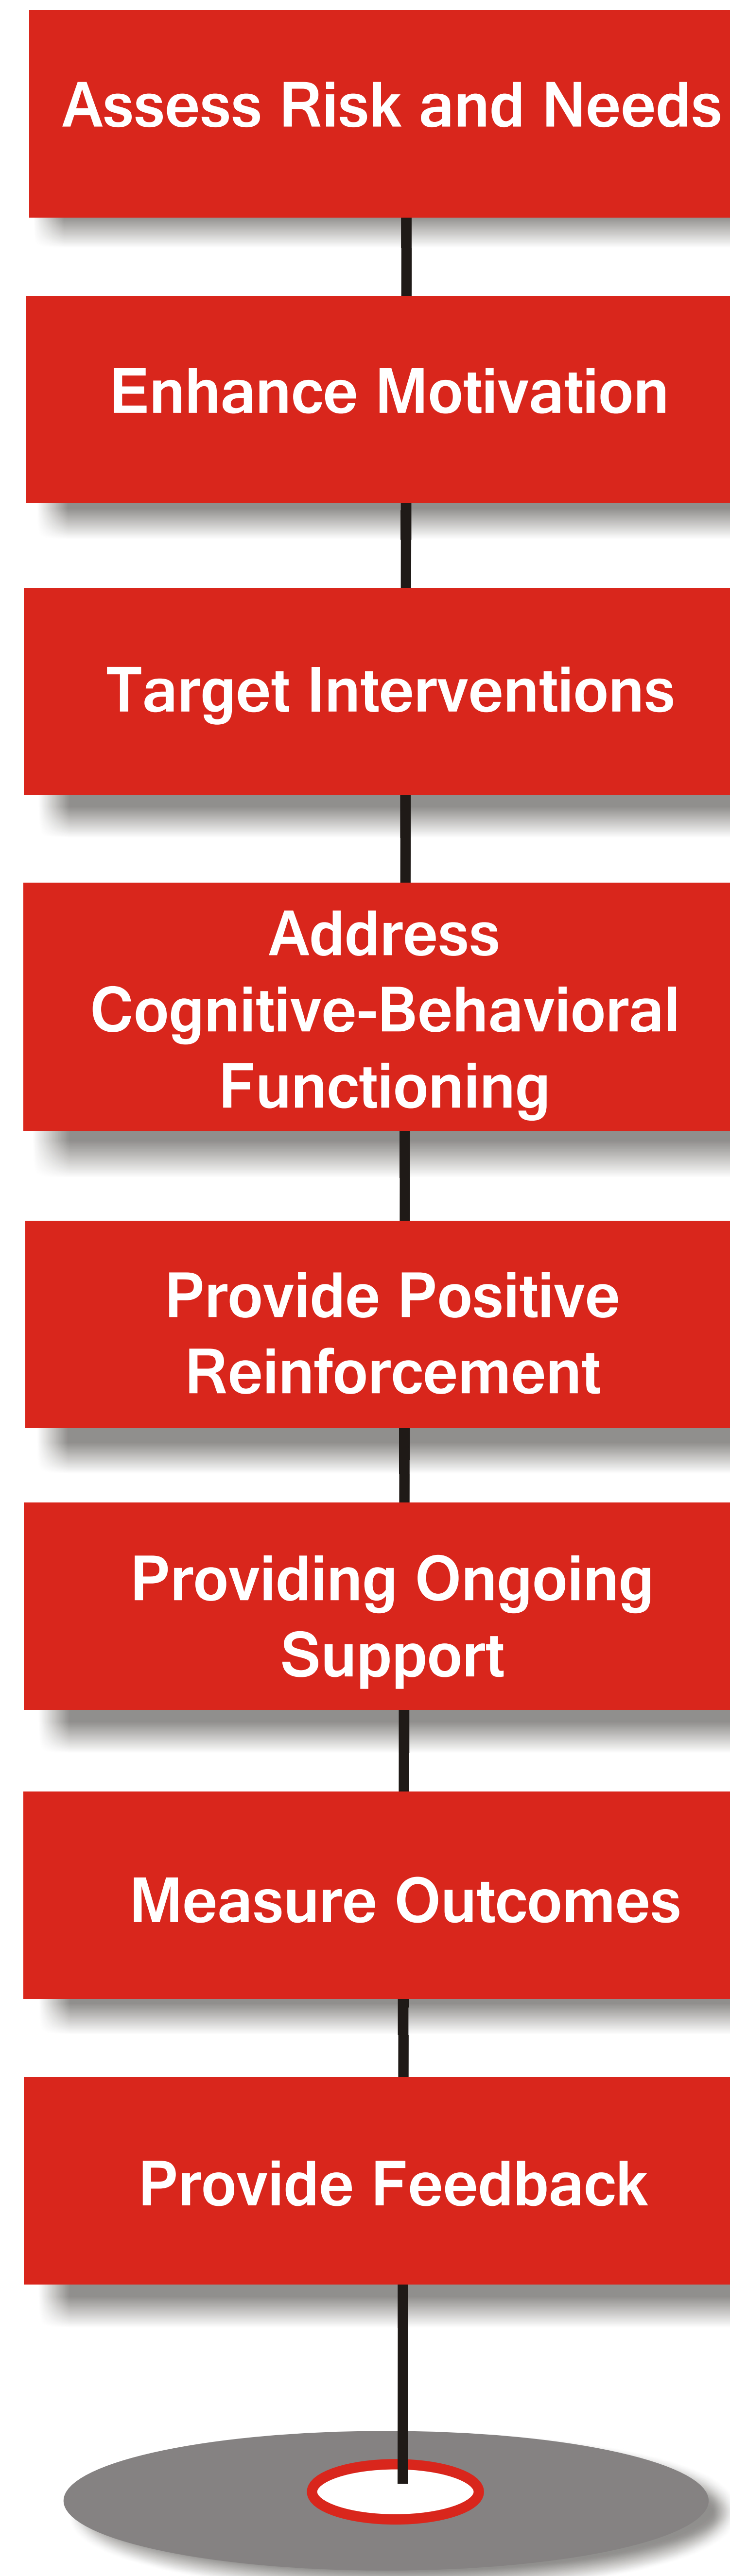 Assess Risk and Needs
Enhance Motivation
Target Interventions
Address
Cognitive-Behavioral
Functioning
Provide Positive
Reinforcement
Providing Ongoing
Support
Measure Outcomes
Provide Feedback